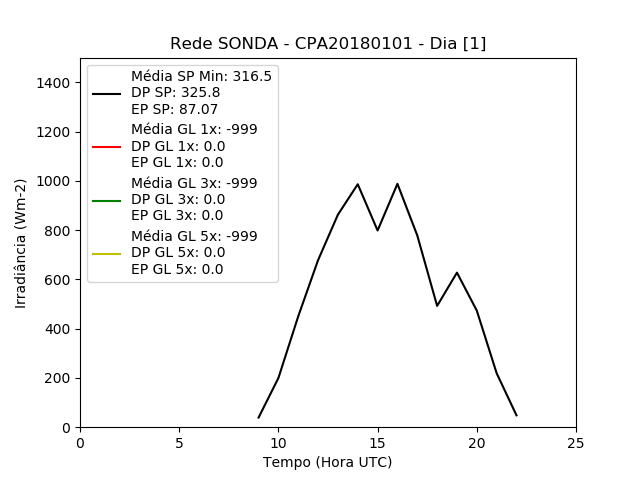 Rede SONDA - CPA20180101 - Dia [1]
Média SP Min: 316.5
DP SP: 325.8
EP SP: 87.07
Média GL 1x: -999
DP GL 1x: 0.0
EP GL 1x: 0.0
Média GL 3x: -999
DP GL 3x: 0.0
EP GL 3x: 0.0
Média GL 5x: -999
DP GL 5x: 0.0
EP GL 5x: 0.0
Irradiância (Wm-2)
1400
1200
1000
800
600
400
200
0
0 5 10 15 20 25
Tempo (Hora UTC)